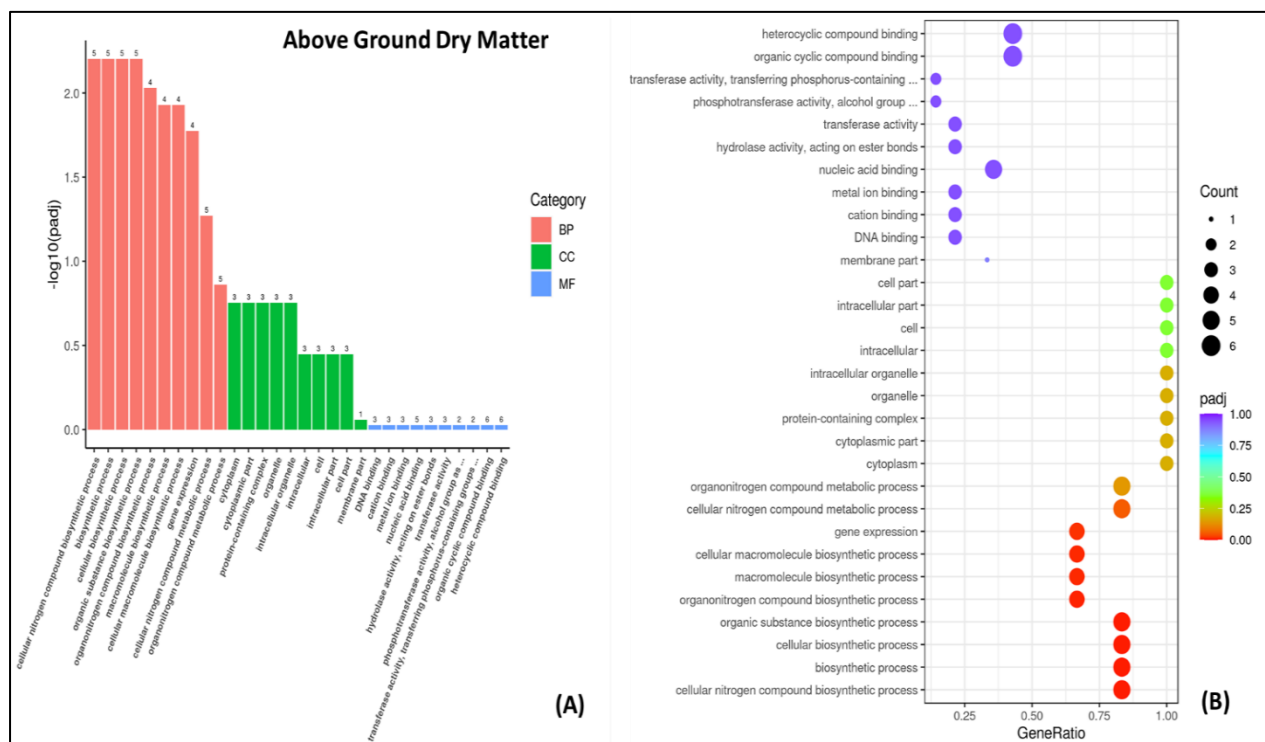 Above Ground Dry Matter
-log10(padj)
2.0
1.5
1.0
0.5
0.0
5 5 5 5 4 4 4 4 5 5 3 3 3 3 3 3 3 3 3 1 3 3 3 5 3 3 2 2 6 6
cellular nitrogen compound biosynthetic process
biosynthetic process
cellular biosynthetic process
organic substance biosynthetic process
organonitrogen compound biosynthetic process
macromolecule biosynthetic process
cellular macromolecule biosynthetic process
gene expression
cellular nitrogen compound metabolic process
organonitrogen compound metabolic process
cytoplasm
cytoplasmic part
protein-containing complex
organelle
intracellular organelle
intracellular
cell
intracellular part
cell part
membrane part
DNA binding
cation binding
metal ion binding
nucleic acid binding
hydrolase activity, acting on ester bonds
transferase activity
phosphotransferase activity, alcohol group as ...
transferase activity, transferring phosphorus-containing groups ...
organic cyclic compound binding
heterocyclic compound binding
Category
BP
CC
MF
(A)
heterocyclic compound binding
organic cyclic compound binding
transferase activity, transferring phosphorus-containing ...
phosphotransferase activity, alcohol group ...
transferase activity
hydrolase activity, acting on ester bonds
nucleic acid binding
metal ion binding
cation binding
DNA binding
membrane part
cell part
intracellular part
cell
intracellular
intracellular organelle
organelle
protein-containing complex
cytoplasmic part
cytoplasm
organonitrogen compound metabolic process
cellular nitrogen compound metabolic process
gene expression
cellular macromolecule biosynthetic process
macromolecule biosynthetic process
organonitrogen compound biosynthetic process
organic substance biosynthetic process
cellular biosynthetic process
biosynthetic process
cellular nitrogen compound biosynthetic process
0.25 0.50 0.75 1.00
GeneRatio
Count
1
2
3
4
5
6
padj
1.00
0.75
0.50
0.25
0.00
(B)